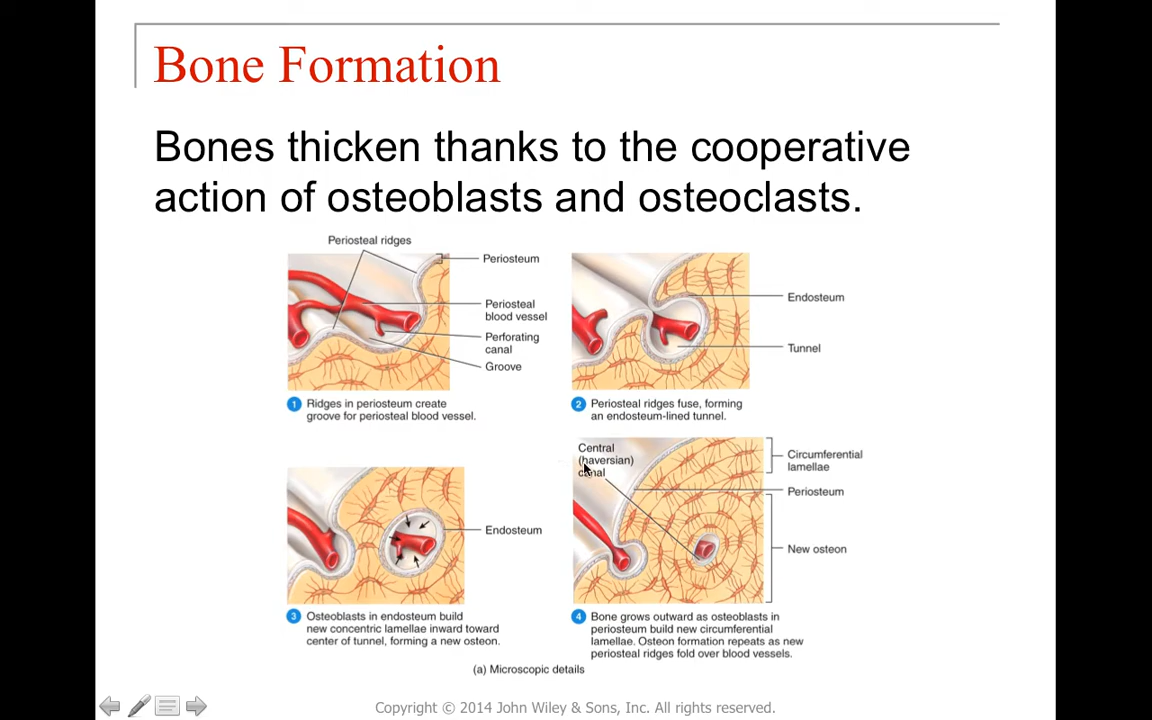 Bone Formation
Bones thicken thanks to the cooperative
action of osteoblasts and osteoclasts.
Periosteal ridges
Periosteum
Periosteal
blood vessel
Perforating
canal
Groove
1 Ridges in periosteum create
groove for periosteal blood vessel.
Endosteum
Tunnel
2 Periosteal ridges fuse, forming
an endosteum-lined tunnel.
Endosteum
3 Osteoblasts in endosteum build
new concentric lamellae inward toward
center of tunnel, forming a new osteon.
Central
(haversian)
canal
Circumferential
lamellae
Periosteum
New osteon
4 Bone grows outward as osteoblasts in
periosteum build new circumferential
lamellae. Osteon formation repeats as new
periosteal ridges fold over blood vessels.
(a) Microscopic details
Copyright © 2014 John Wiley & Sons, Inc. All rights reserved.